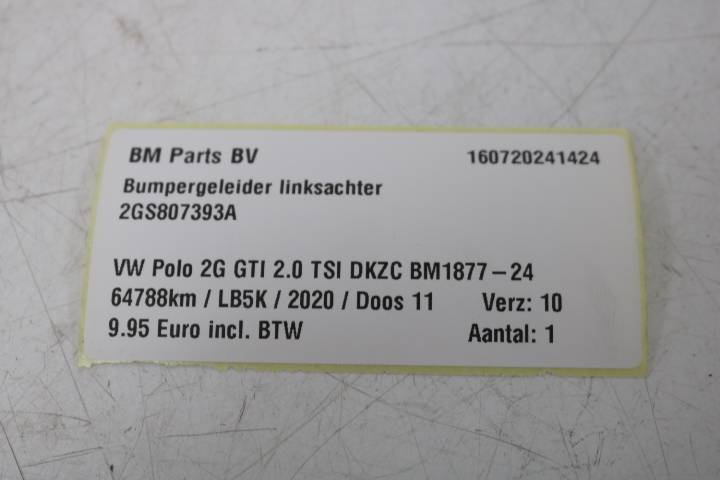 BM Parts BV 160720241424
Bumpergeleider linksachter
2GS807393A
VW Polo 2G GTI 2.0 TSI DKZC BM1877-24
64788km / LB5K / 2020 / Doos 11 Verz: 10
9.95 Euro incl. BTW Aantal: 1